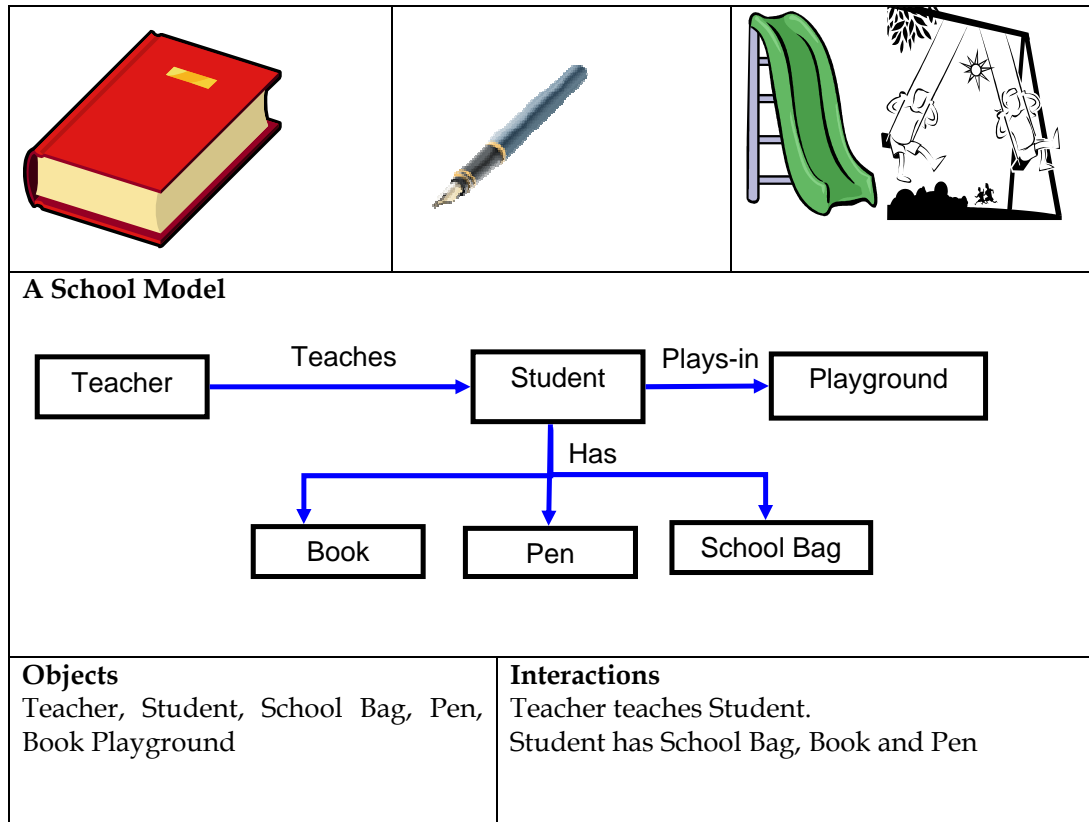 A School Model
Teaches
Plays-in
Teacher
Student
Playground
Has
Book
Pen
School Bag
Objects
Teacher, Student, School Bag, Pen,
Book Playground
Interactions
Teacher teaches Student.
Student has School Bag, Book and Pen